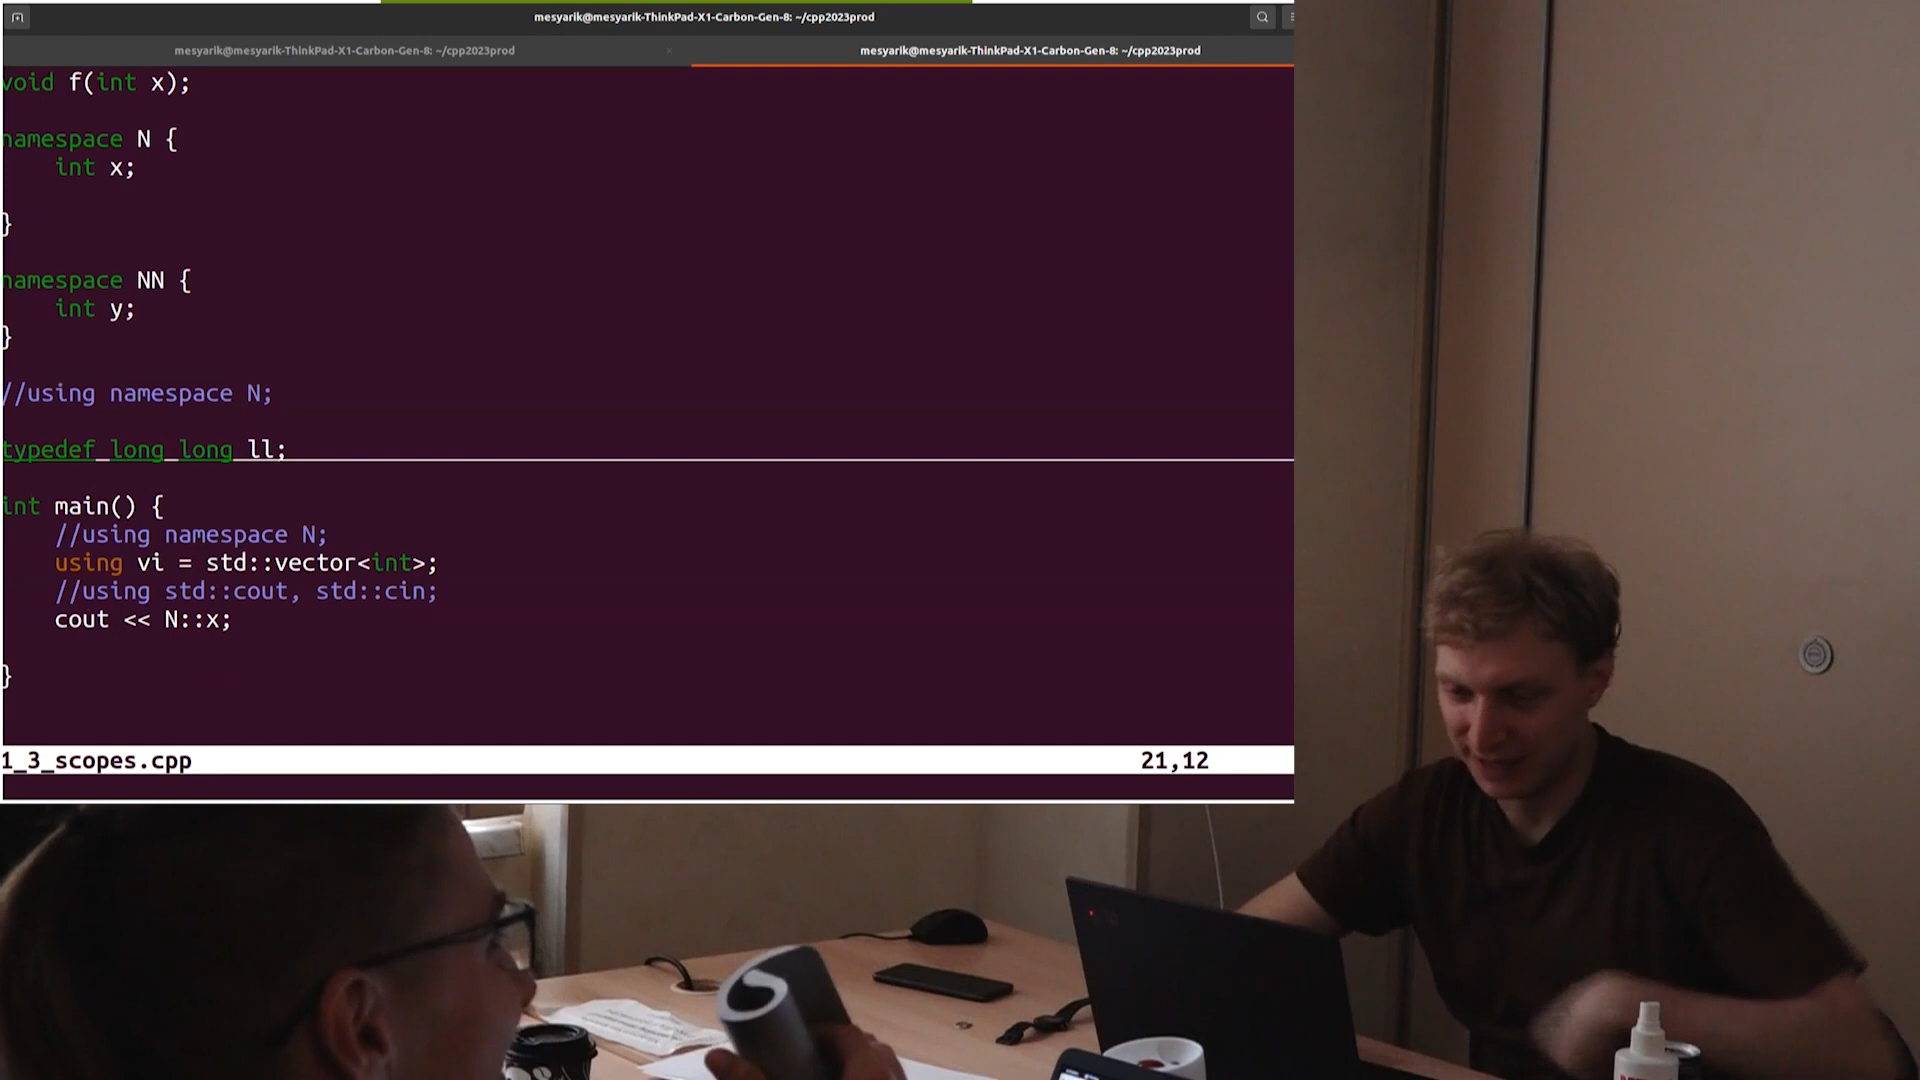 mesyarik@mesyarik-ThinkPad-X1-Carbon-Gen-8: ~/cpp2023prod
mesyarik@mesyarik-ThinkPad-X1-Carbon-Gen-8: ~/cpp2023prod
mesyarik@mesyarik-ThinkPad-X1-Carbon-Gen-8: ~/cpp2023prod
void f(int x);
namespace N {
int x;
}
namespace NN {
int y;
}
//using namespace N;
typedef long long ll;
int main() {
//using namespace N;
using vi = std::vector<int>;
//using std::cout, std::cin;
cout << N::x;
}
1_3_scopes.cpp 21,12